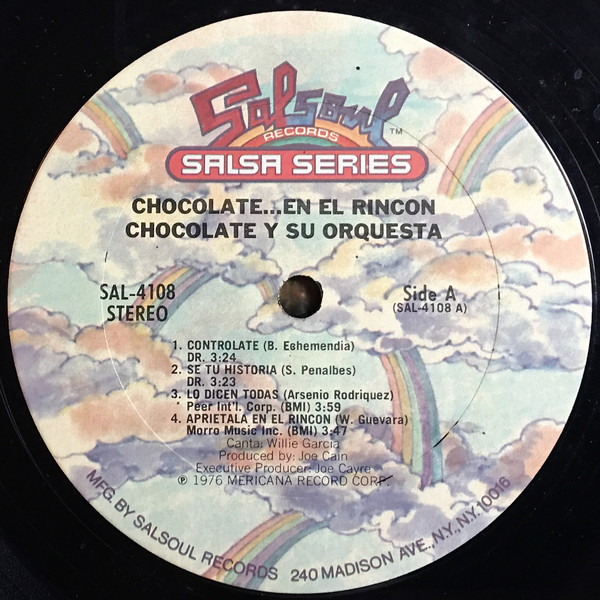 Salsoul
RECORDS
TM
SALSA SERIES
CHOCOLATE...EN EL RINCON
CHOCOLATE Y SU ORQUESTA
SAL-4108
STEREO
Side A
(SAL-4108 A)
1. CONTROLATE (B. Eehemendia)
DR. 3:24
2. SE TU HISTORIA (S. Penalbes)
DR. 3:23
3. LO DICEN TODAS (Arsenio Rodriquez)
Peer Int'l. Corp. (BMI) 3:59
4. APRIETALA EN EL RINCON (W. Guevara)
Morro Music Inc. (BMI) 3:47
Canta: Willie Garcia
Produced by: Joe Cain
Executive Producer: Joe Cayre
℗ 1976 MERICANA RECORD CORP.
MFG. BY SALSOUL RECORDS 240 MADISON AVE., N.Y., N.Y. 10016